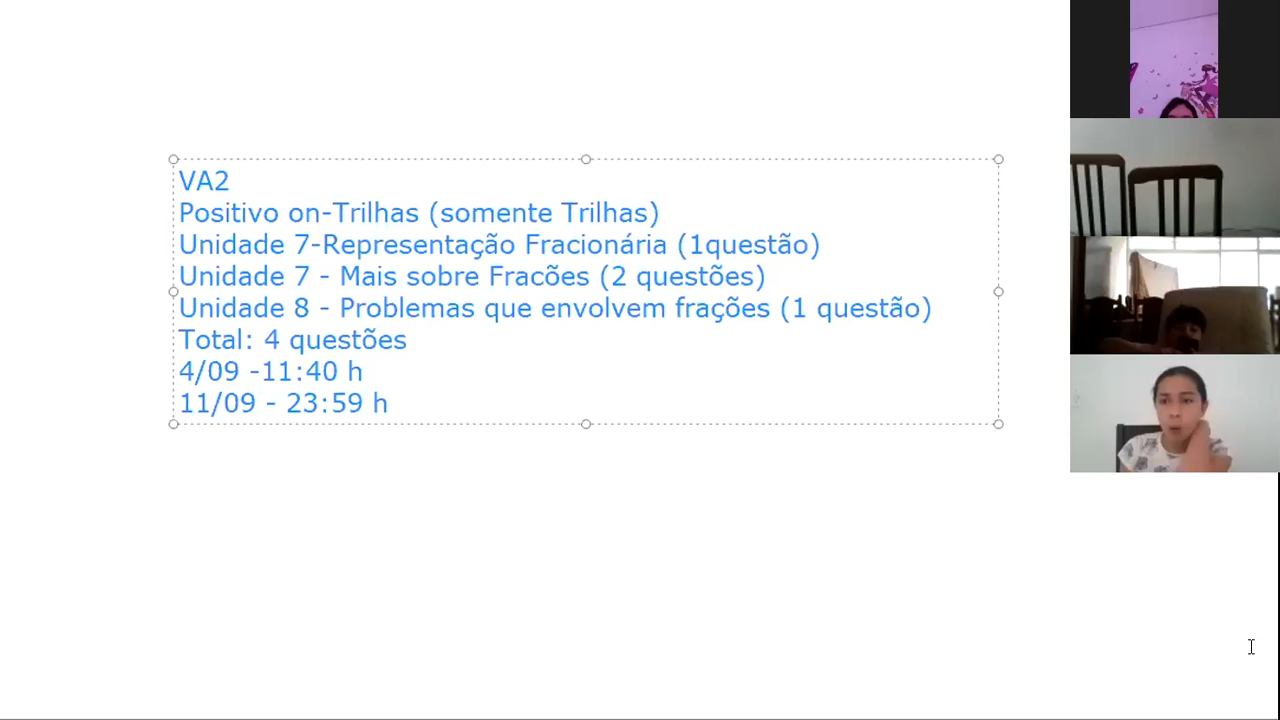 VA2
Positivo on-Trilhas (somente Trilhas)
Unidade 7-Representação Fracionária (1questão)
Unidade 7 - Mais sobre Fracões (2 questões)
Unidade 8 - Problemas que envolvem frações (1 questão)
Total: 4 questões
4/09 -11:40 h
11/09 - 23:59 h